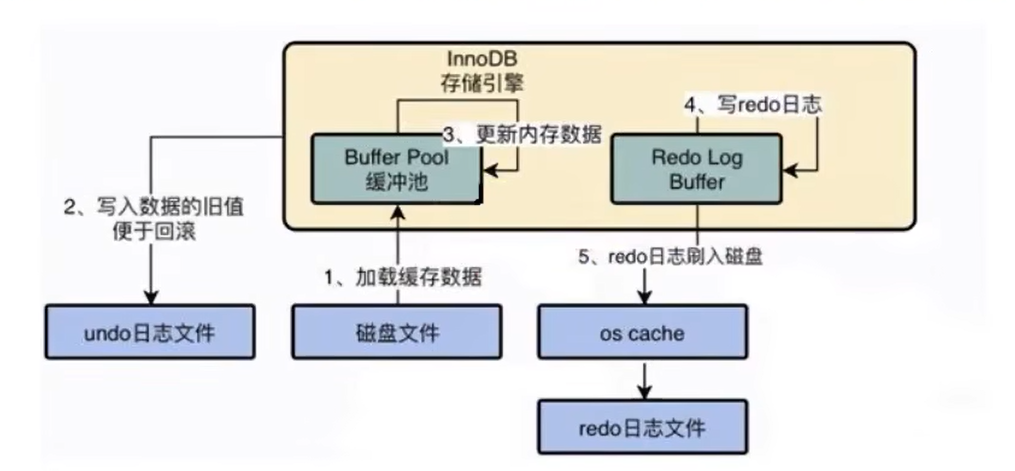 InnoDB
存储引擎
4、写redo日志
3、更新内存数据
Buffer Pool
缓冲池
Redo Log
Buffer
2、写入数据的旧值
便于回滚
5、redo日志刷入磁盘
1、加载缓存数据
undo日志文件
磁盘文件
os cache
redo日志文件